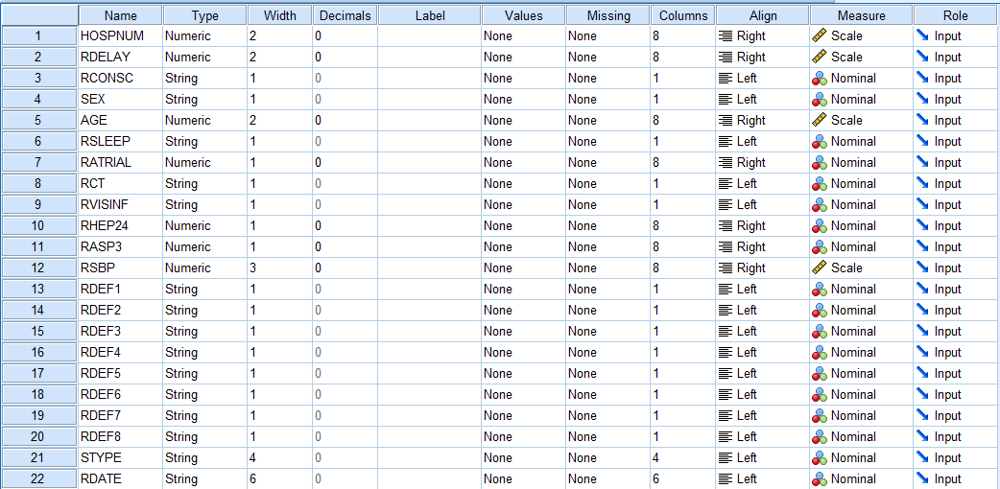 Name Type Width Decimals Label Values Missing Columns Align Measure Role
1 HOSPNUM Numeric 2 0 None None 8 Right Scale Input
2 RDELAY Numeric 2 0 None None 8 Right Scale Input
3 RCONSC String 1 0 None None 1 Left Nominal Input
4 SEX String 1 0 None None 1 Left Nominal Input
5 AGE Numeric 2 0 None None 8 Right Scale Input
6 RSLEEP String 1 0 None None 1 Left Nominal Input
7 RATRIAL Numeric 1 0 None None 8 Right Nominal Input
8 RCT String 1 0 None None 1 Left Nominal Input
9 RVISINF String 1 0 None None 1 Left Nominal Input
10 RHEP24 Numeric 1 0 None None 8 Right Nominal Input
11 RASP3 Numeric 1 0 None None 8 Right Nominal Input
12 RSBP Numeric 3 0 None None 8 Right Scale Input
13 RDEF1 String 1 0 None None 1 Left Nominal Input
14 RDEF2 String 1 0 None None 1 Left Nominal Input
15 RDEF3 String 1 0 None None 1 Left Nominal Input
16 RDEF4 String 1 0 None None 1 Left Nominal Input
17 RDEF5 String 1 0 None None 1 Left Nominal Input
18 RDEF6 String 1 0 None None 1 Left Nominal Input
19 RDEF7 String 1 0 None None 1 Left Nominal Input
20 RDEF8 String 1 0 None None 1 Left Nominal Input
21 STYPE String 4 0 None None 4 Left Nominal Input
22 RDATE String 6 0 None None 6 Left Nominal Input